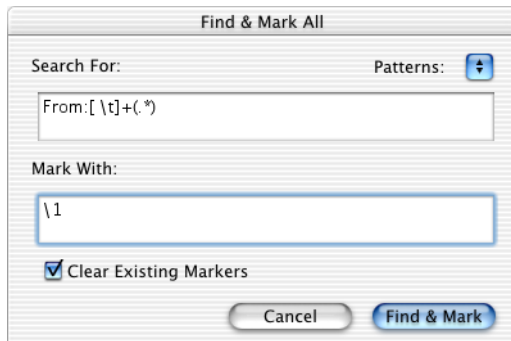 Find & Mark All
Search For:
Patterns:
From:[ \t]+(.*)
Mark With:
\1
Clear Existing Markers
Cancel
Find & Mark